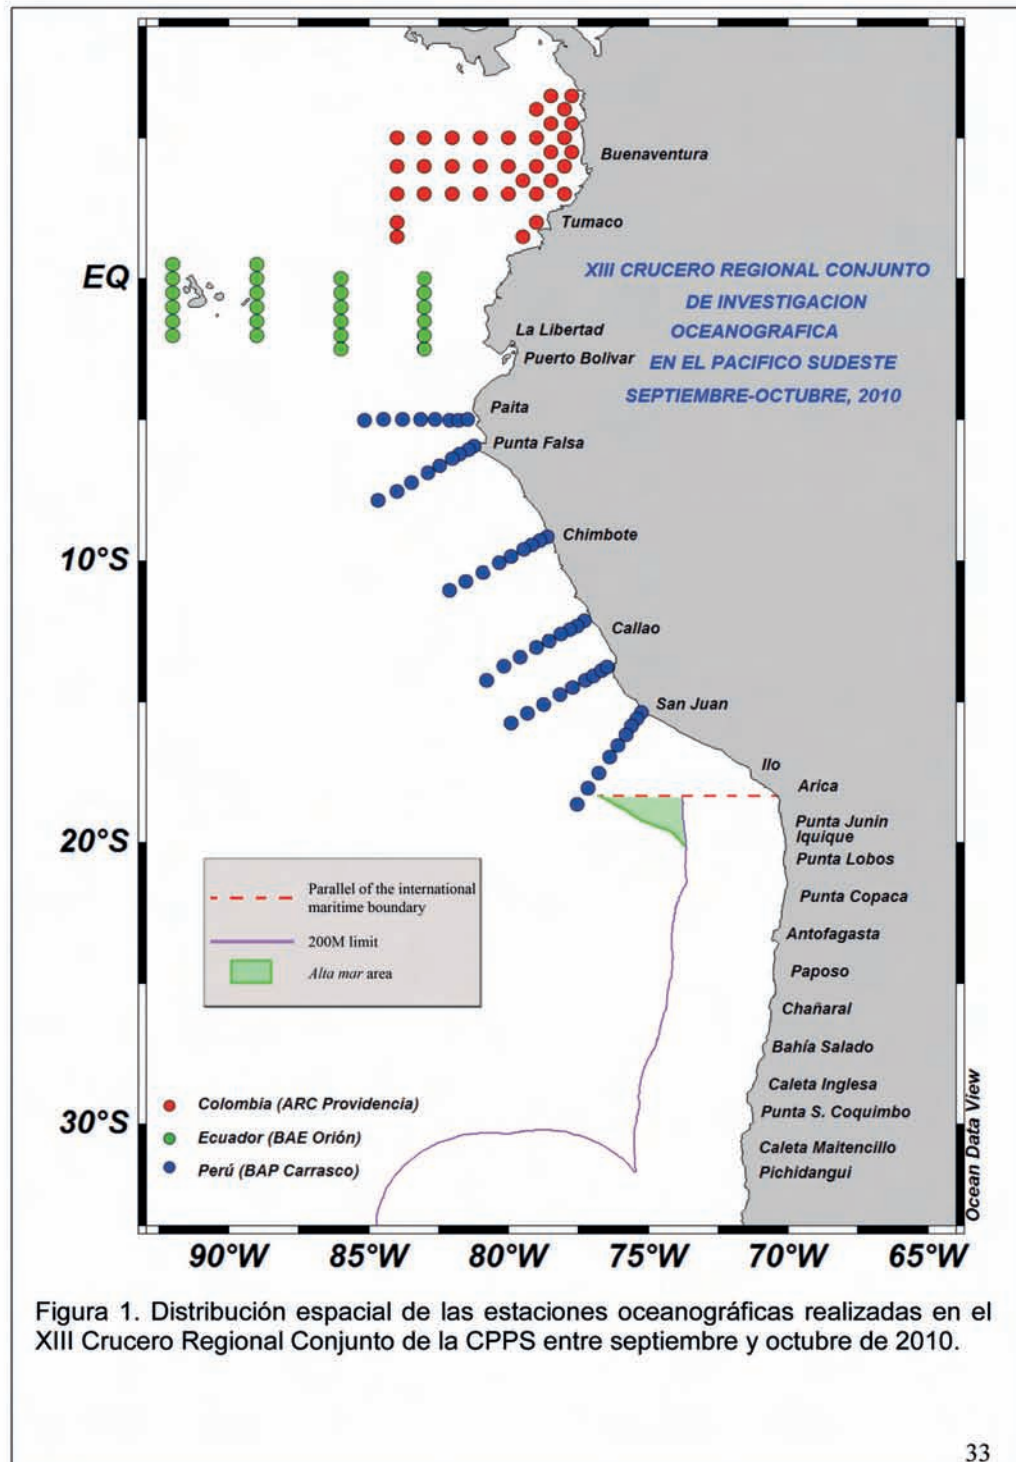 Buenaventura
Tumaco
EQ
XIII CRUCERO REGIONAL CONJUNTO
DE INVESTIGACION
OCEANOGRAFICA
EN EL PACIFICO SUDESTE
SEPTIEMBRE-OCTUBRE, 2010
La Libertad
Puerto Bolivar
Paita
Punta Falsa
Chimbote
10°S
Callao
San Juan
Ilo
Arica
Punta Junin
Iquique
20°S
Punta Lobos
Punta Copaca
Antofagasta
Paposo
Chañaral
Bahía Salado
Caleta Inglesa
Punta S. Coquimbo
30°S
Caleta Maitencillo
Pichidangui
Parallel of the international
maritime boundary
200M limit
Alta mar area
Colombia (ARC Providencia)
Ecuador (BAE Orión)
Perú (BAP Carrasco)
Ocean Data View
90°W 85°W 80°W 75°W 70°W 65°W
Figura 1. Distribución espacial de las estaciones oceanográficas realizadas en el
XIII Crucero Regional Conjunto de la CPPS entre septiembre y octubre de 2010.
33